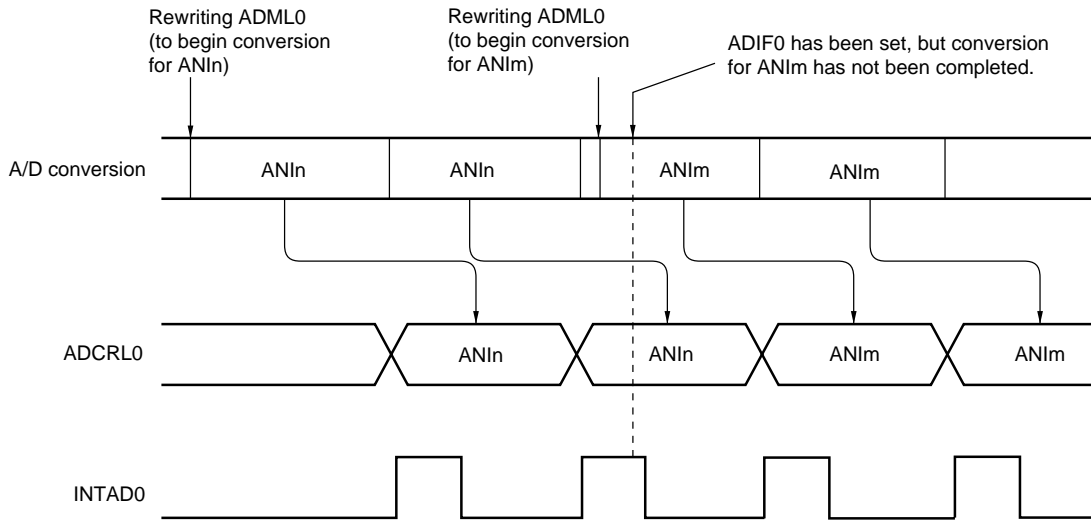 Rewriting ADML0
(to begin conversion
for ANIn)
Rewriting ADML0
(to begin conversion
for ANIm)
ADIF0 has been set, but conversion
for ANIm has not been completed.
A/D conversion
ANIn
ANIn
ANIm
ANIm
ADCRL0
ANIn
ANIn
ANIm
ANIm
INTAD0